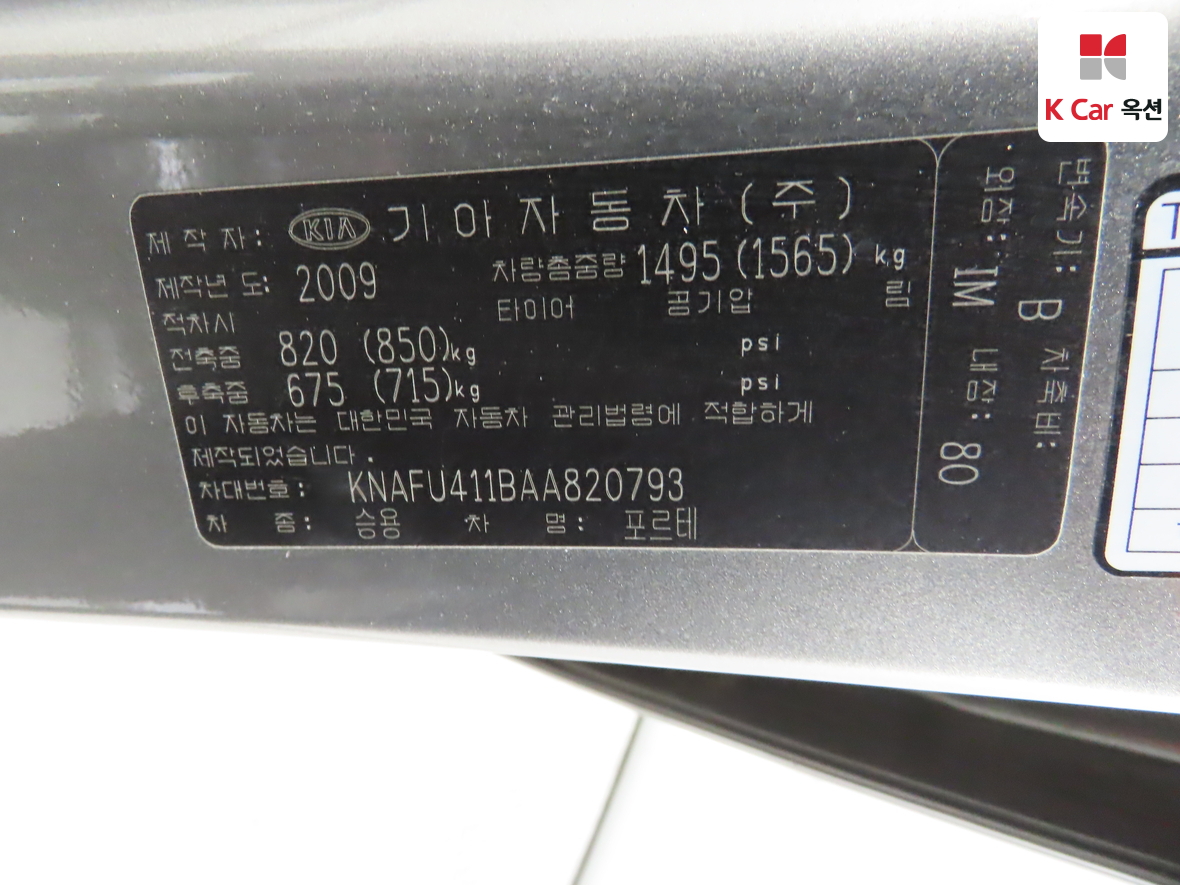 K Car 옥션
제 작 자: KIA 기아자동차(주)
제작년 도: 2009 차량총중량 1495 (1565) kg
타이어 공기압 림
적차시
전축중 820 (850)kg psi
후축중 675 (715)kg psi
이 자동차는 대한민국 자동차 관리법령에 적합하게
제작되었습니다.
차대번호: KNAFU411BAA820793
차 종: 승용 차 명: 포르테
변속기: B 차축비:
외장: IM 내장: 80
T